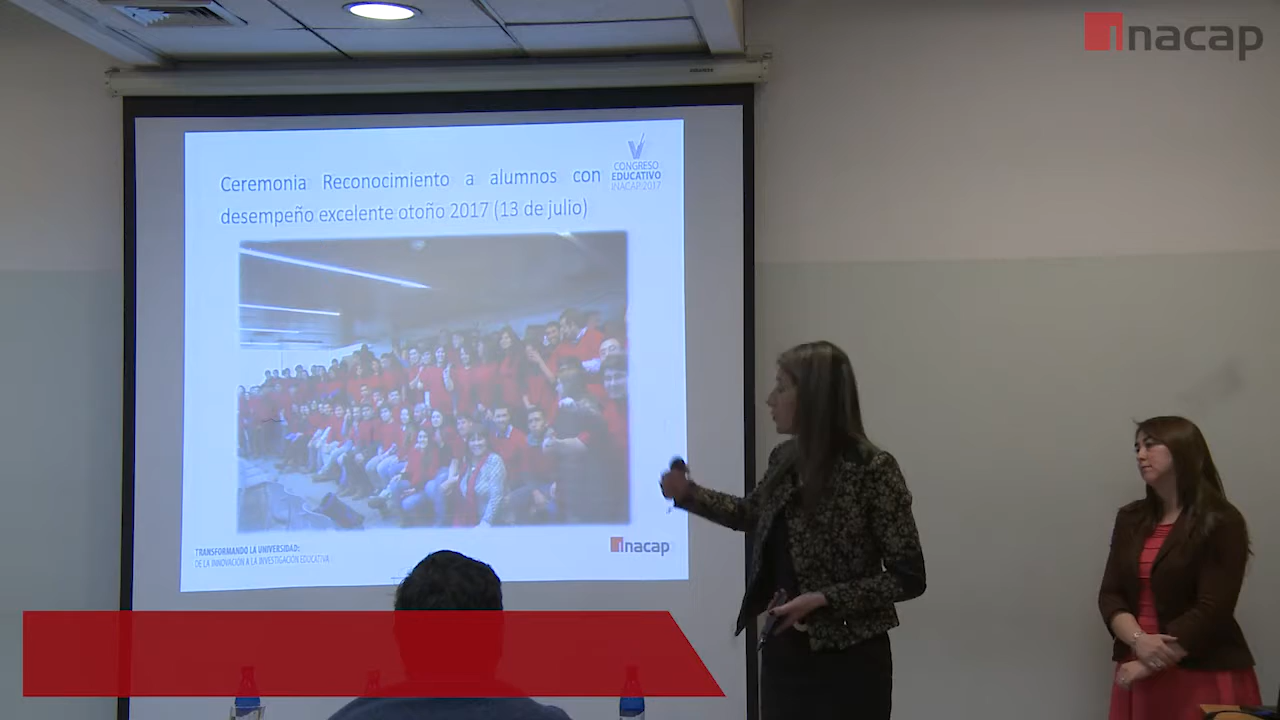 inacap
Ceremonia Reconocimiento a alumnos con
desempeño excelente otoño 2017 (13 de julio)
V
CONGRESO
EDUCATIVO
INACAP 2017
TRANSFORMANDO LA UNIVERSIDAD:
DE LA INNOVACIÓN A LA INVESTIGACIÓN EDUCATIVA
inacap